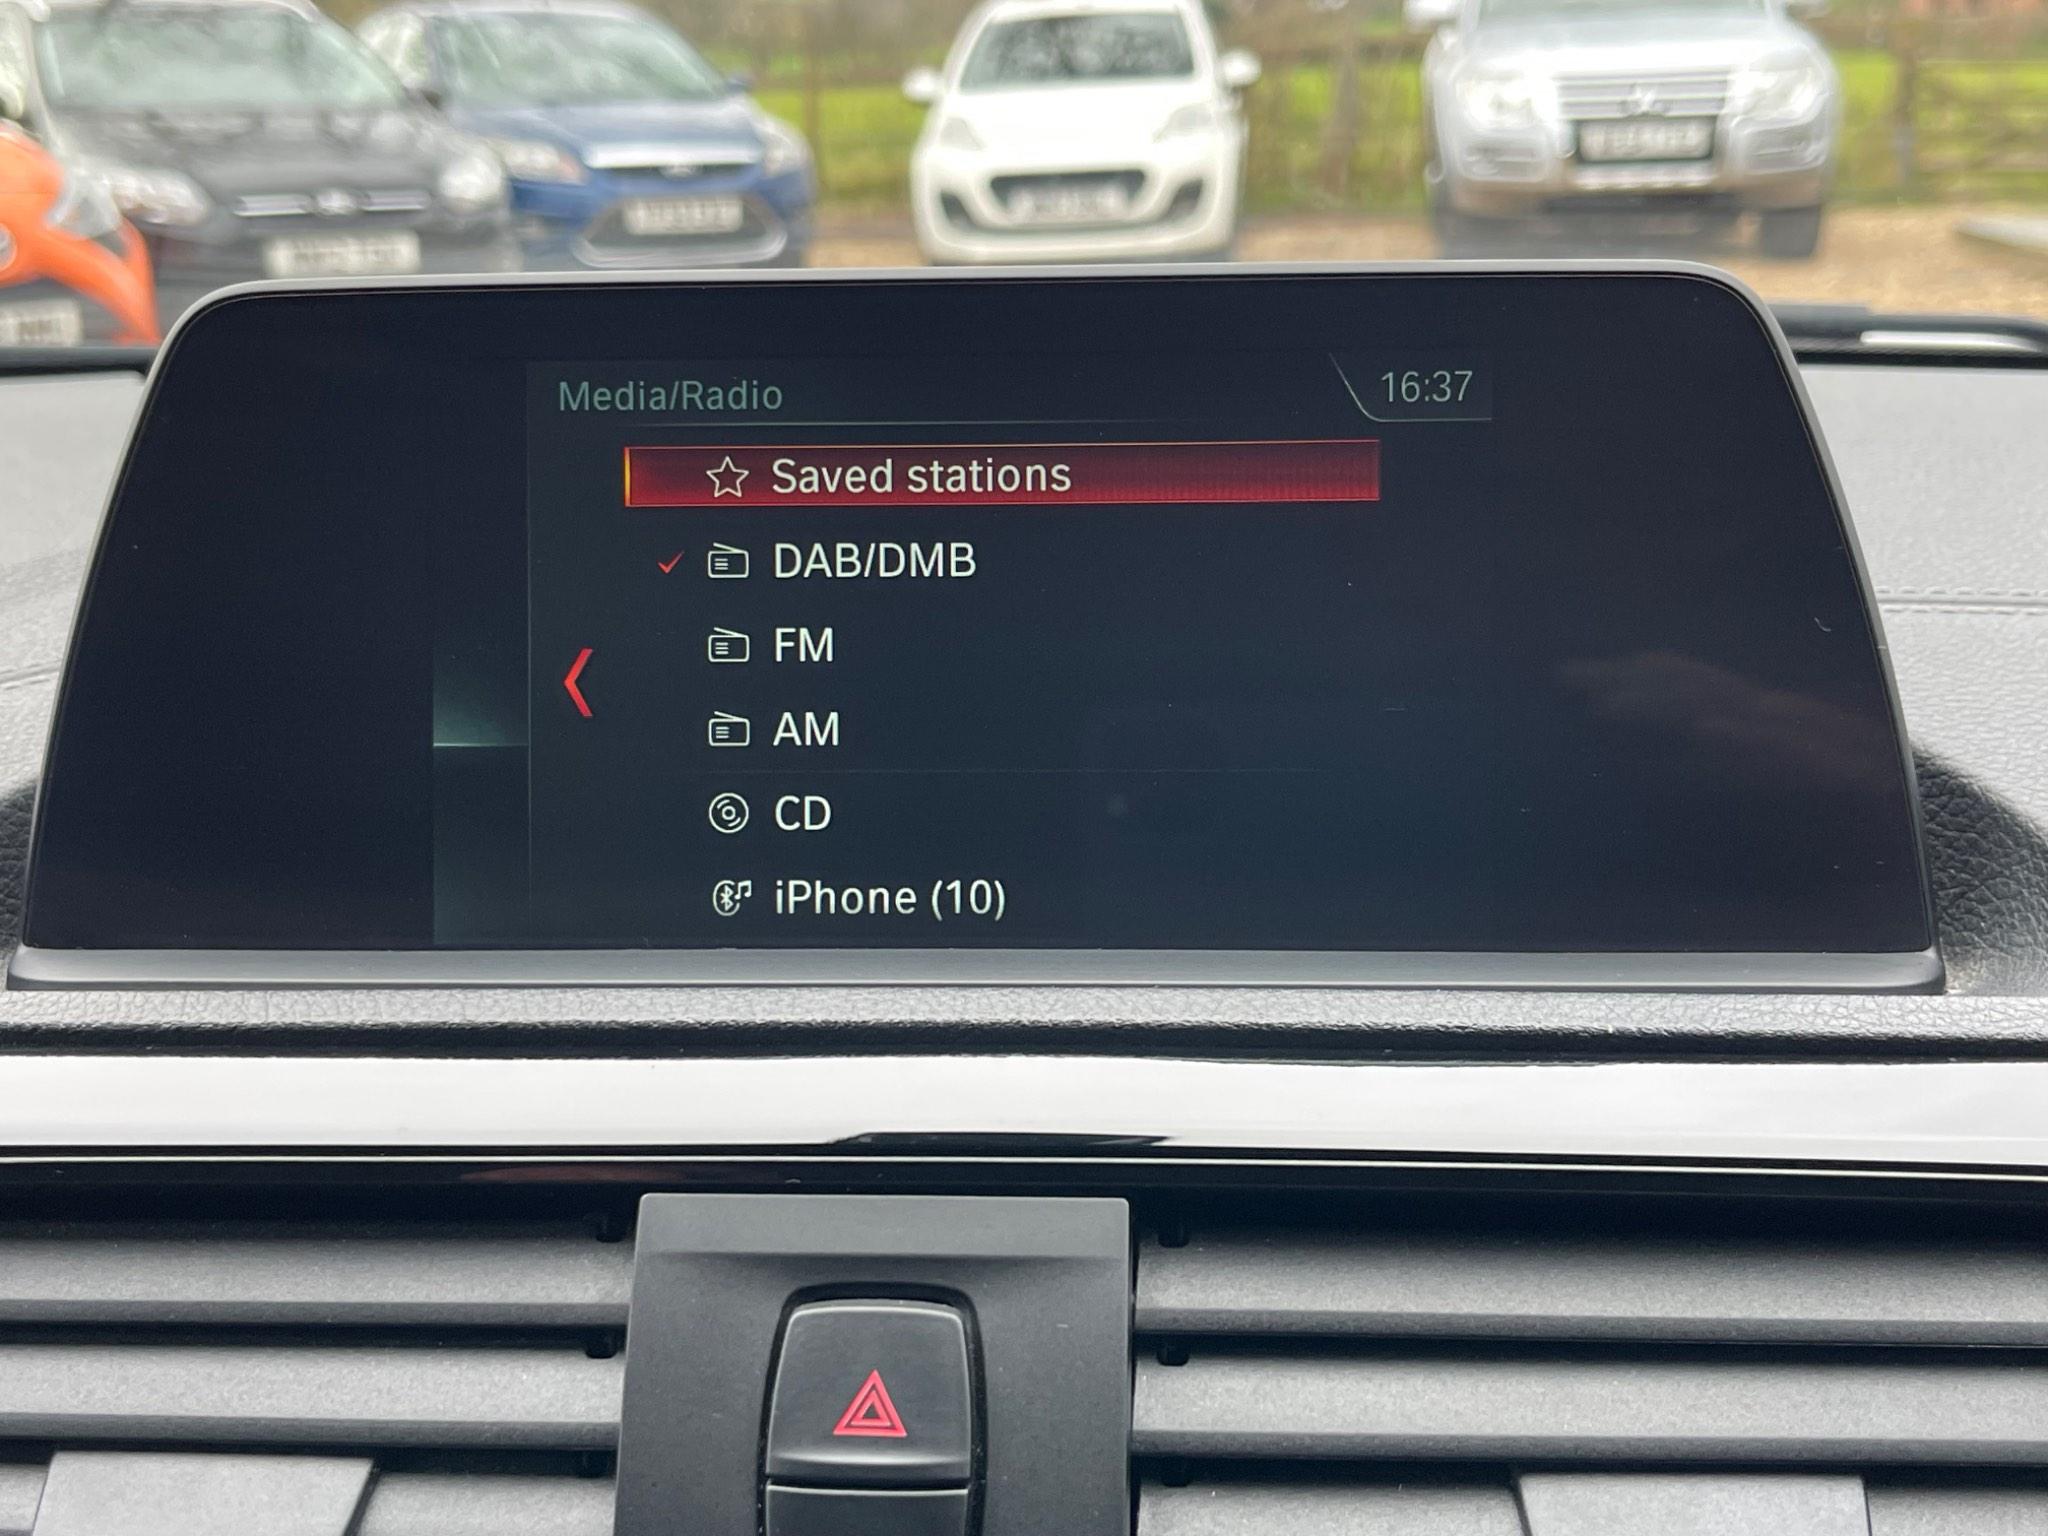 Media/Radio
16:37
Saved stations
DAB/DMB
FM
AM
CD
iPhone (10)